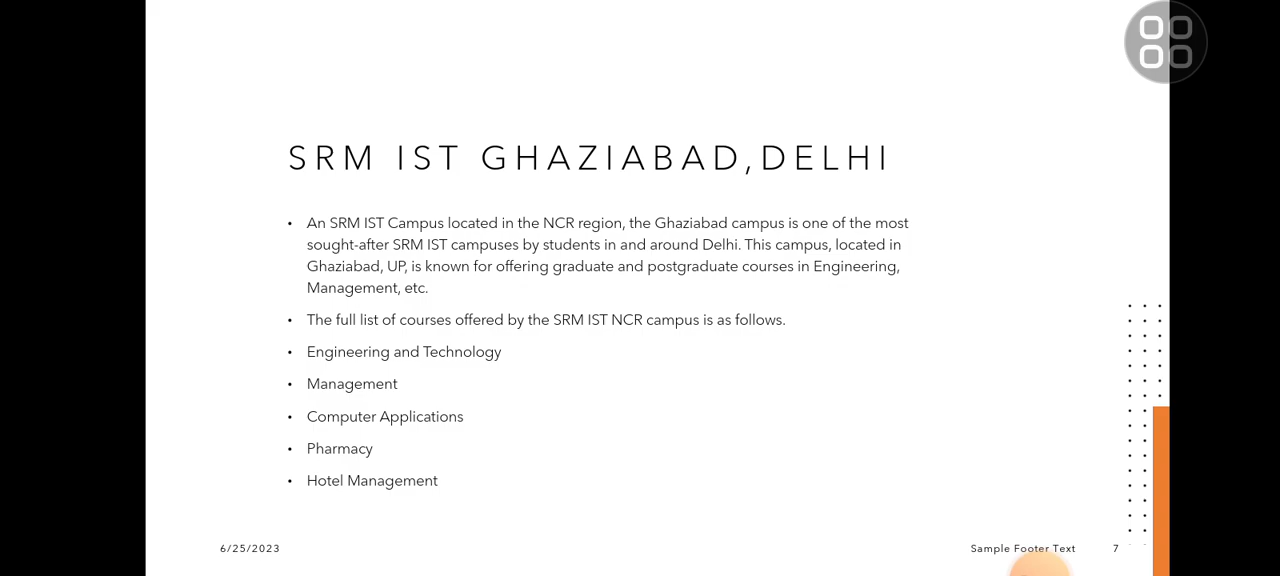 SRM IST GHAZIABAD,DELHI
• An SRM IST Campus located in the NCR region, the Ghaziabad campus is one of the most
sought-after SRM IST campuses by students in and around Delhi. This campus, located in
Ghaziabad, UP, is known for offering graduate and postgraduate courses in Engineering,
Management, etc.
• The full list of courses offered by the SRM IST NCR campus is as follows.
• Engineering and Technology
• Management
• Computer Applications
• Pharmacy
• Hotel Management
6/25/2023
Sample Footer Text
7